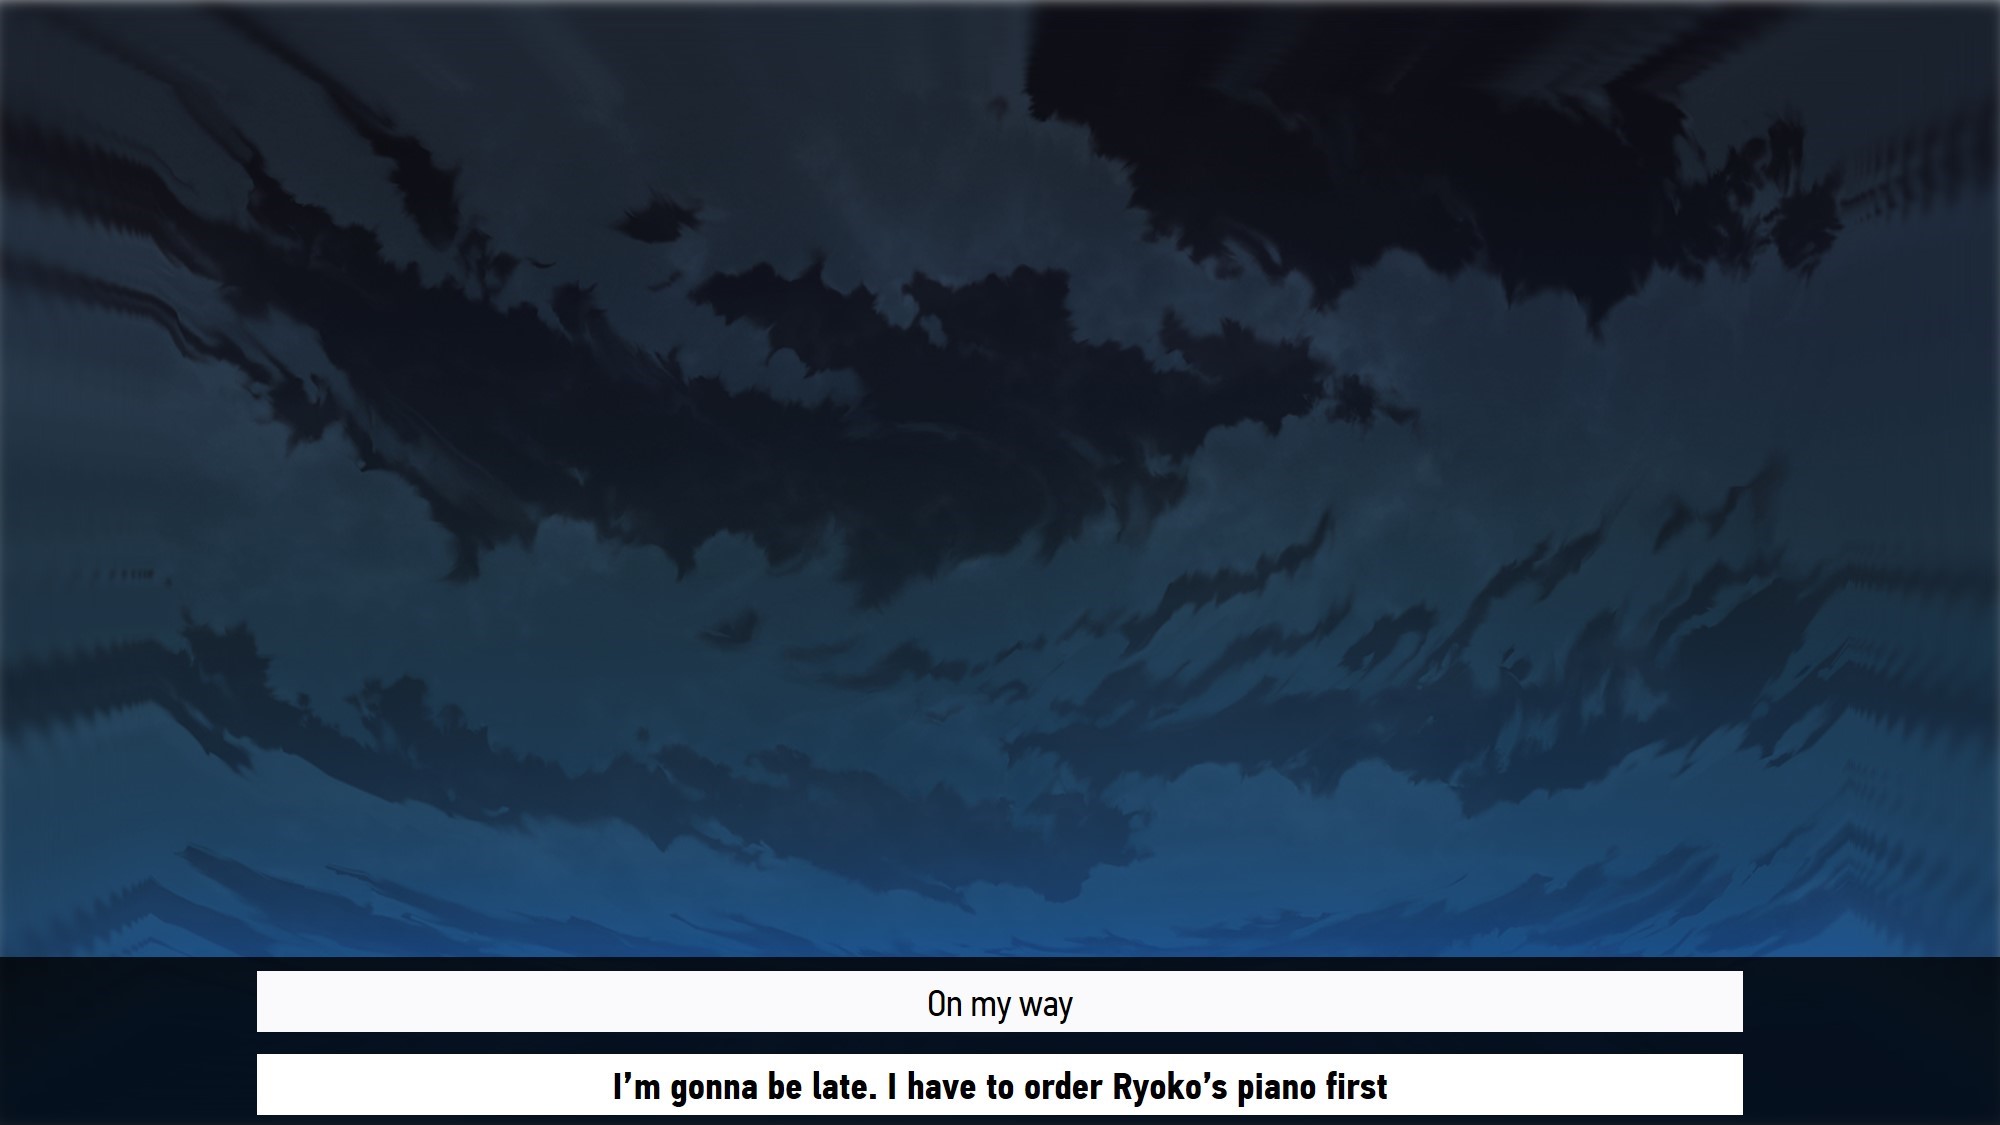 On my way
I’m gonna be late. I have to order Ryoko’s piano first